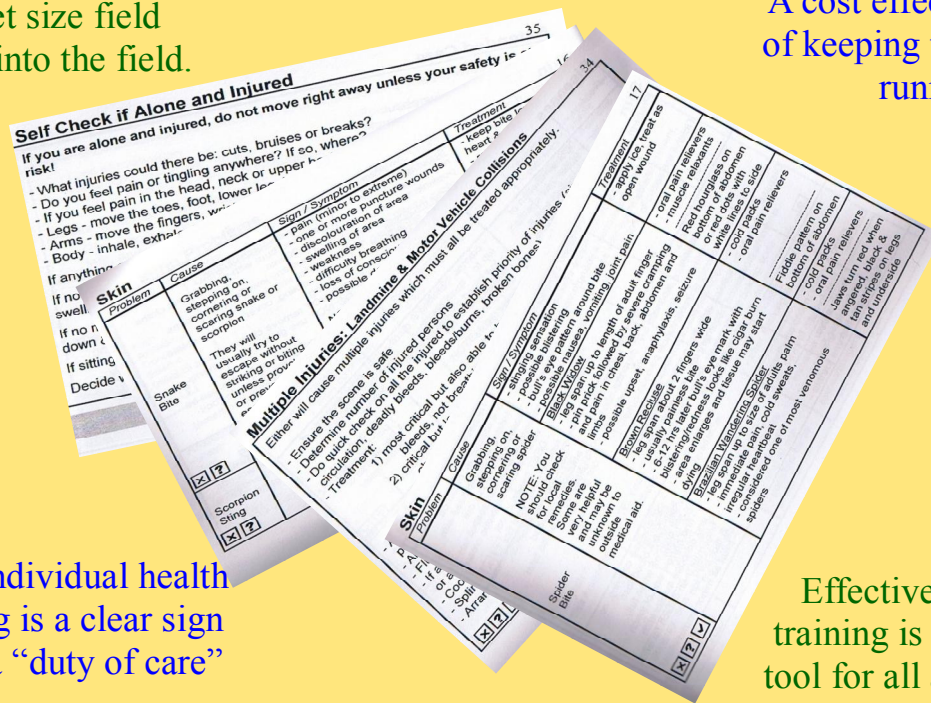 et size field
into the field.
A cost effec
of keeping
run
35
Self Check if Alone and Injured
If you are alone and injured, do not move right away unless your safety is
risk!
- What injuries could there be: cuts, bruises or breaks?
- Do you feel pain or tingling anywhere? If so, where?
- If you feel pain in the head, neck or upper
- Legs - move the toes, foot, lower
- Arms - move the fingers,
- Body - inhale,
If anything
If no
swell
If no
down
If sitting
Decide
Skin
Problem
Cause
Sign / Symptom
Treatment
Snake
Bite
Grabbing,
stepping on,
cornering or
scaring snake or
scorpion
They will
usually try to
escape without
striking or biting
unless
or
- pain (minor to extreme)
- one or more puncture wounds
- discolouration of area
- swelling of area
- weakness
- difficulty breathing
- loss of
- possible
- keep bite
heart &
Scorpion
Sting
34
Multiple Injuries: Landmine & Motor Vehicle Collisions
Either will cause multiple injuries which must all be treated appropriately.
- Ensure the scene is safe
- Determine number of injured persons
- Do quick check on all the injured to establish priority of injuries
circulation, deadly bleeds, bleeds/burns, broken bones
- Treatment:
1) most critical but also able
bleeds, not
2) critical but
17
Skin
Problem
Cause
Sign / Symptom
Treatment
Spider
Bite
Grabbing,
stepping on,
cornering or
scaring spider
NOTE: You
should check
for local
remedies.
Some are
very helpful
and may be
unknown to
outside
medical aid.
- stinging sensation
- possible blistering
- bull's eye pattern around bite
- possible nausea, vomiting, joint pain
Black Widow
- leg span up to length of adult finger
- pin prick followed by severe cramping
and pain in chest, back, abdomen and
limbs
- possible upset, anaphylaxis, seizure
Brown Recluse
- leg span about 2 fingers wide
- usually painless bite
- 6-12 hrs later bull's eye mark with
blistering/redness looks like cigar burn
- area enlarges and tissue may start
dying
Brazilian Wandering Spider
- leg span up to size of adults palm
- immediate pain, cold sweats,
irregular heartbeat
- considered one of most venomous
spiders
- apply ice, treat as
open wound
- oral pain relievers
- muscle relaxants
Red hourglass on
bottom of abdomen
or red dots with
white lines to side
- cold packs
- oral pain relievers
Fiddle pattern on
bottom of abdomen
- cold packs
- oral pain relievers
Jaws turn red when
angered, black &
tan stripes on legs
and underside
ndividual health
g is a clear sign
"duty of care"
Effective
training is
tool for all